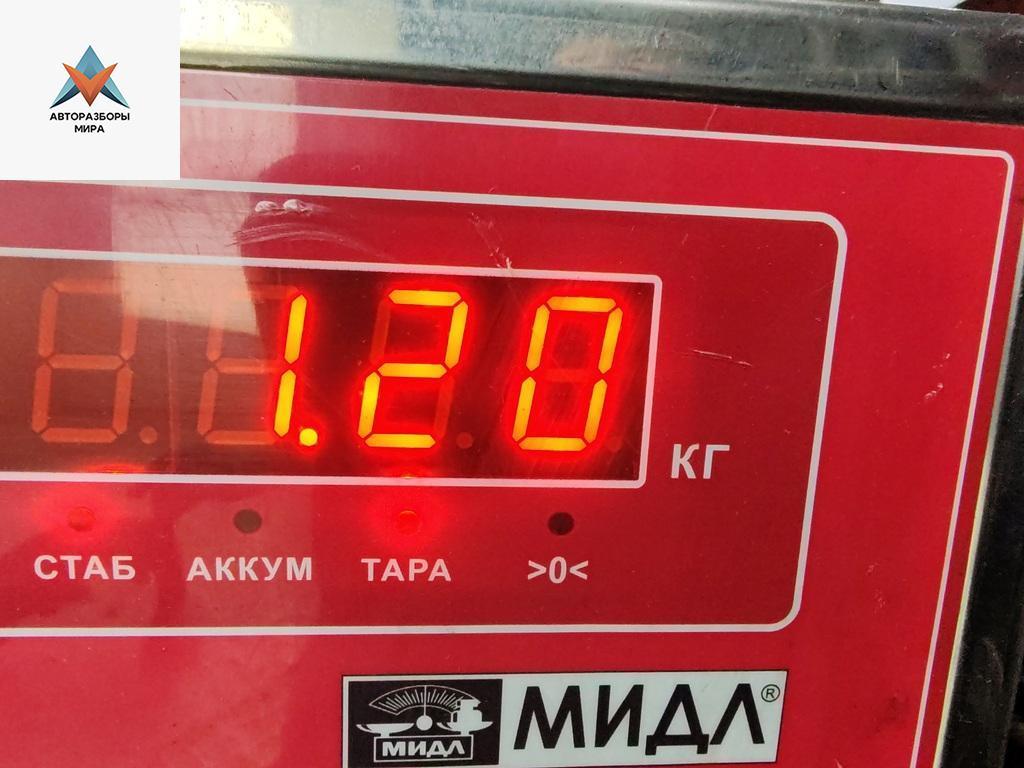 АВТОРАЗБОРЫ
МИРА
1.20
КГ
СТАБ АККУМ ТАРА >0<
МИДЛ МИДЛ®